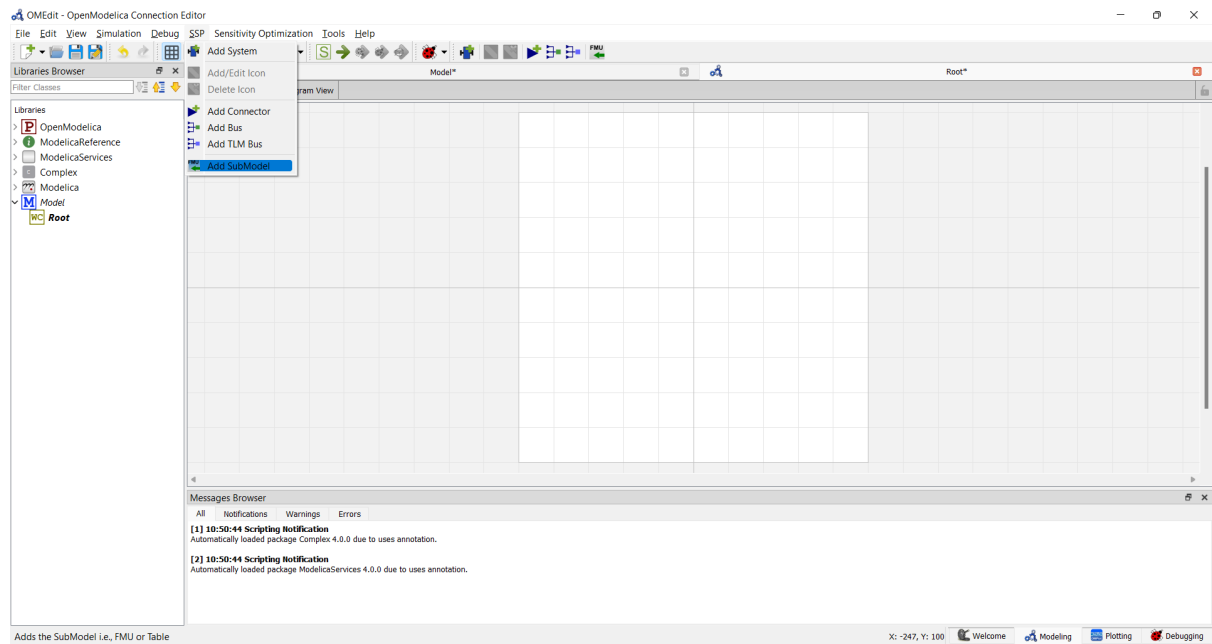 OMEdit - OpenModelica Connection Editor
File Edit View Simulation Debug SSP Sensitivity Optimization Tools Help
S
FMU
Libraries Browser
Filter Classes
Libraries
P OpenModelica
i ModelicaReference
ModelicaServices
C Complex
Modelica
M Model
WC Root
Add System
Add/Edit Icon
Delete Icon
Add Connector
Add Bus
Add TLM Bus
FMU Add SubModel
Model*
Root*
gram View
Messages Browser
All Notifications Warnings Errors
[1] 10:50:44 Scripting Notification
Automatically loaded package Complex 4.0.0 due to uses annotation.
[2] 10:50:44 Scripting Notification
Automatically loaded package ModelicaServices 4.0.0 due to uses annotation.
Adds the SubModel i.e., FMU or Table
X: -247, Y: 100 Welcome Modeling Plotting Debugging